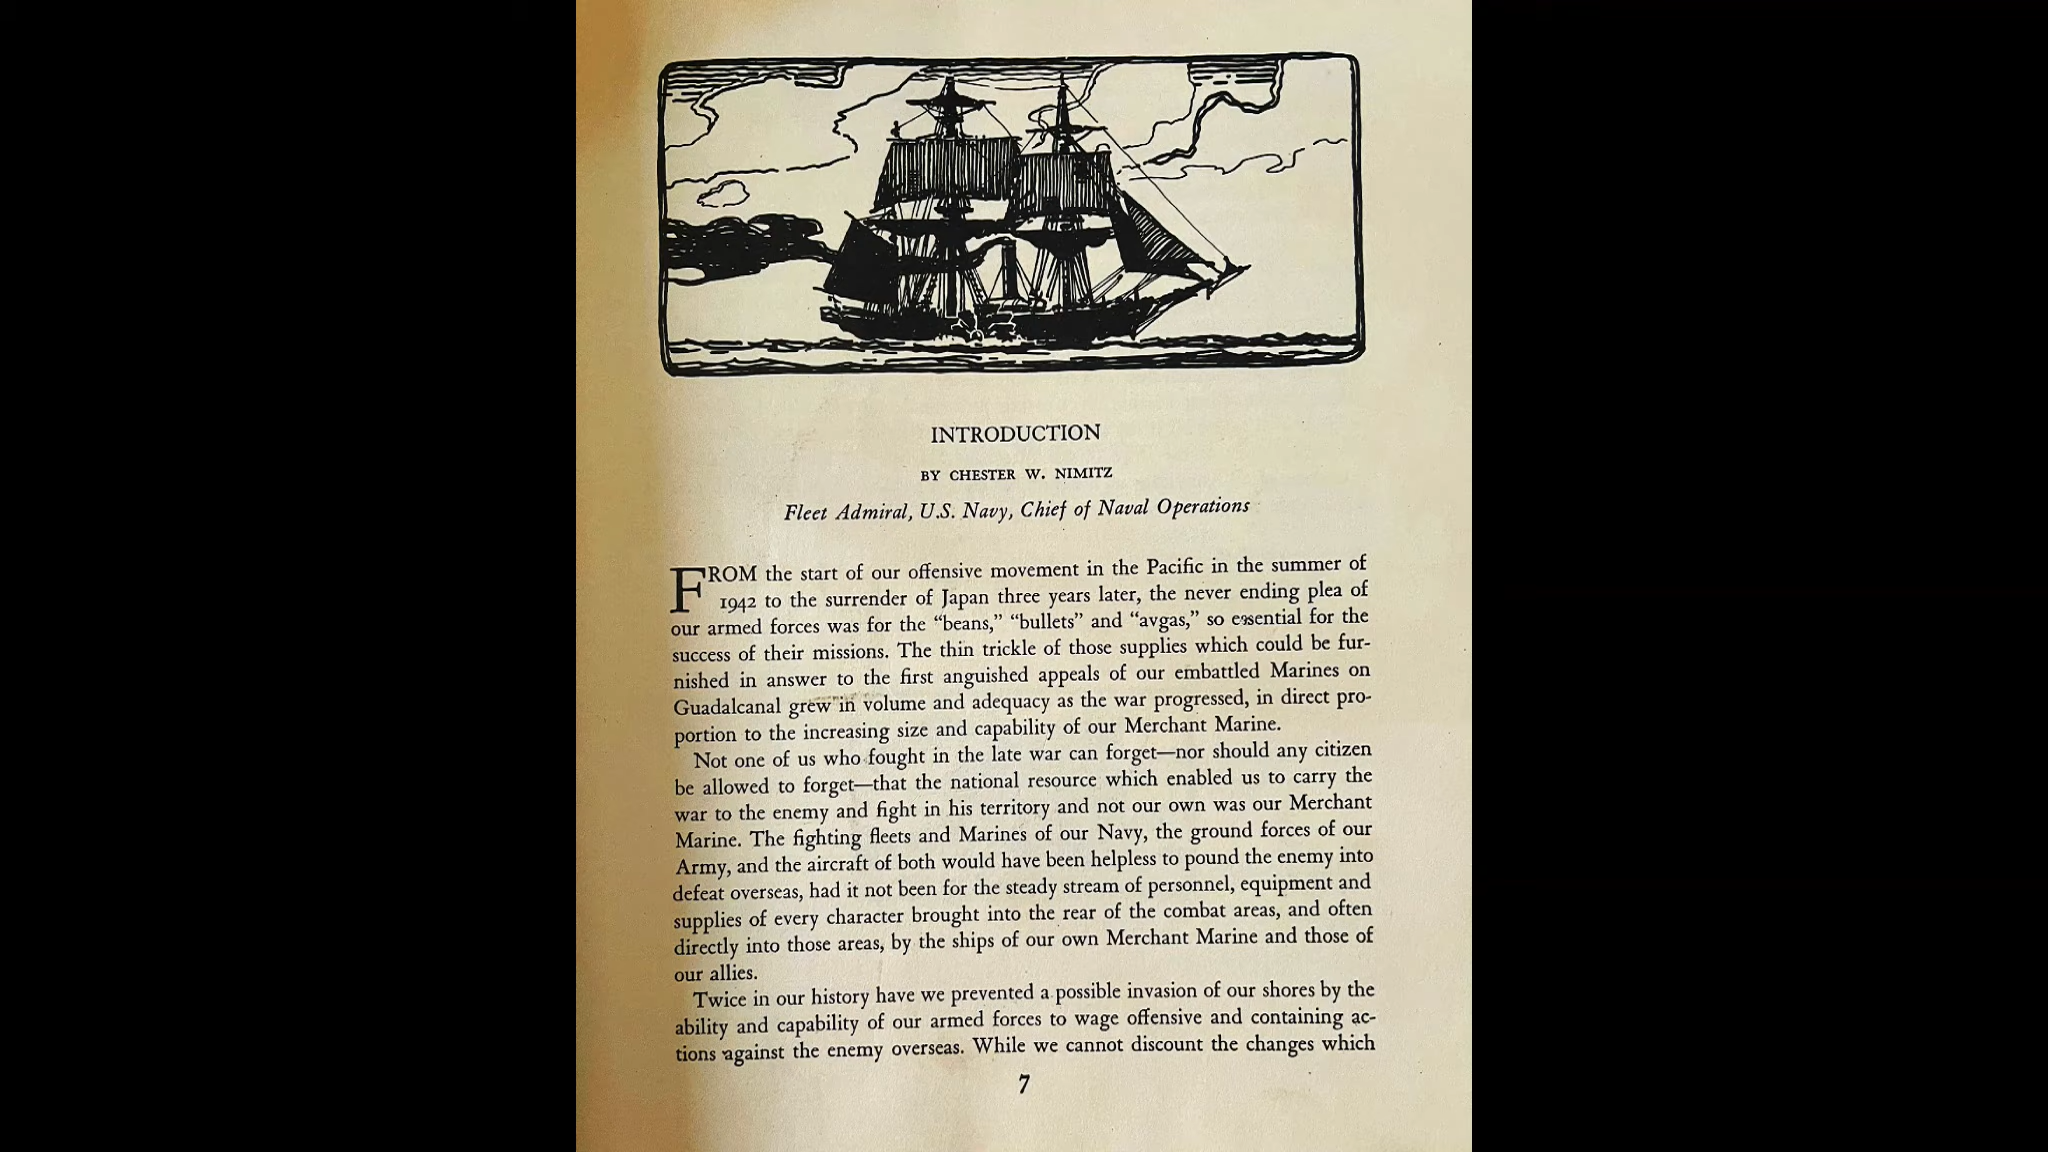 INTRODUCTION
BY CHESTER W. NIMITZ
Fleet Admiral, U.S. Navy, Chief of Naval Operations
FROM the start of our offensive movement in the Pacific in the summer of
1942 to the surrender of Japan three years later, the never ending plea of
our armed forces was for the “beans,” “bullets” and “avgas,” so essential for the
success of their missions. The thin trickle of those supplies which could be fur-
nished in answer to the first anguished appeals of our embattled Marines on
Guadalcanal grew in volume and adequacy as the war progressed, in direct pro-
portion to the increasing size and capability of our Merchant Marine.
Not one of us who fought in the late war can forget—nor should any citizen
be allowed to forget—that the national resource which enabled us to carry the
war to the enemy and fight in his territory and not our own was our Merchant
Marine. The fighting fleets and Marines of our Navy, the ground forces of our
Army, and the aircraft of both would have been helpless to pound the enemy into
defeat overseas, had it not been for the steady stream of personnel, equipment and
supplies of every character brought into the rear of the combat areas, and often
directly into those areas, by the ships of our own Merchant Marine and those of
our allies.
Twice in our history have we prevented a possible invasion of our shores by the
ability and capability of our armed forces to wage offensive and containing ac-
tions against the enemy overseas. While we cannot discount the changes which
7